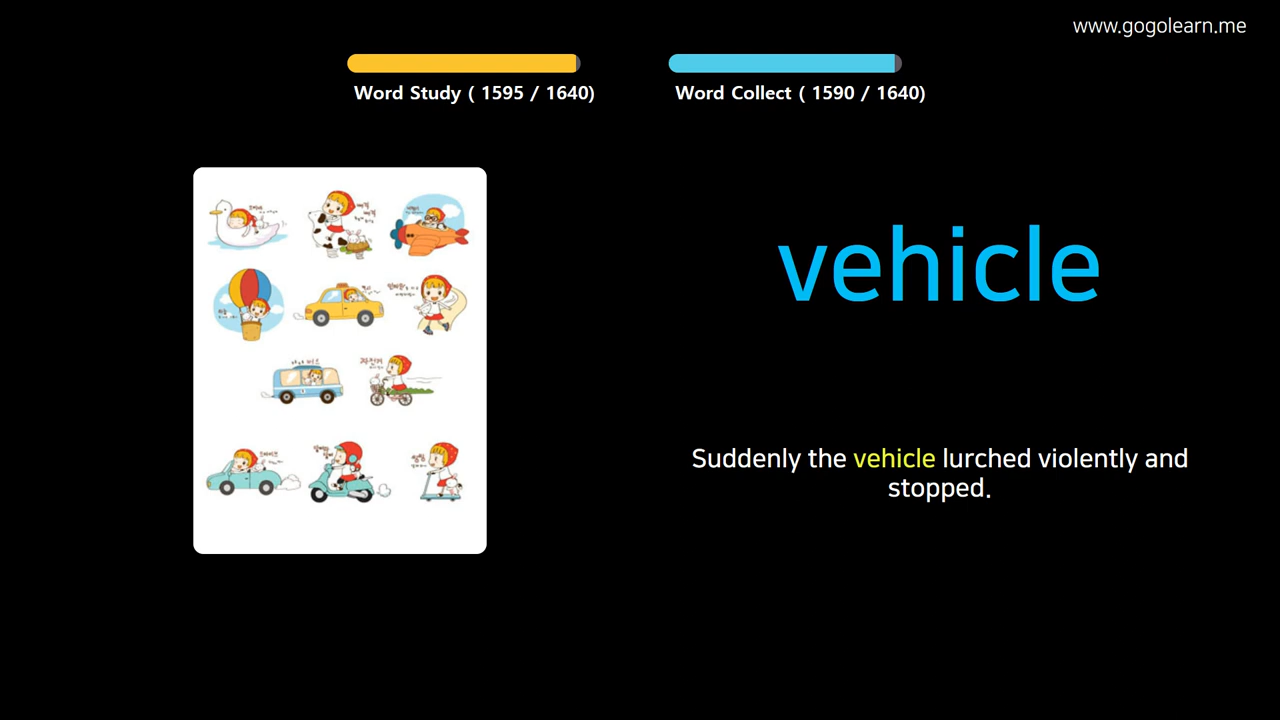 www.gogolearn.me
Word Study ( 1595 / 1640)
Word Collect ( 1590 / 1640)
vehicle
Suddenly the vehicle lurched violently and
stopped.